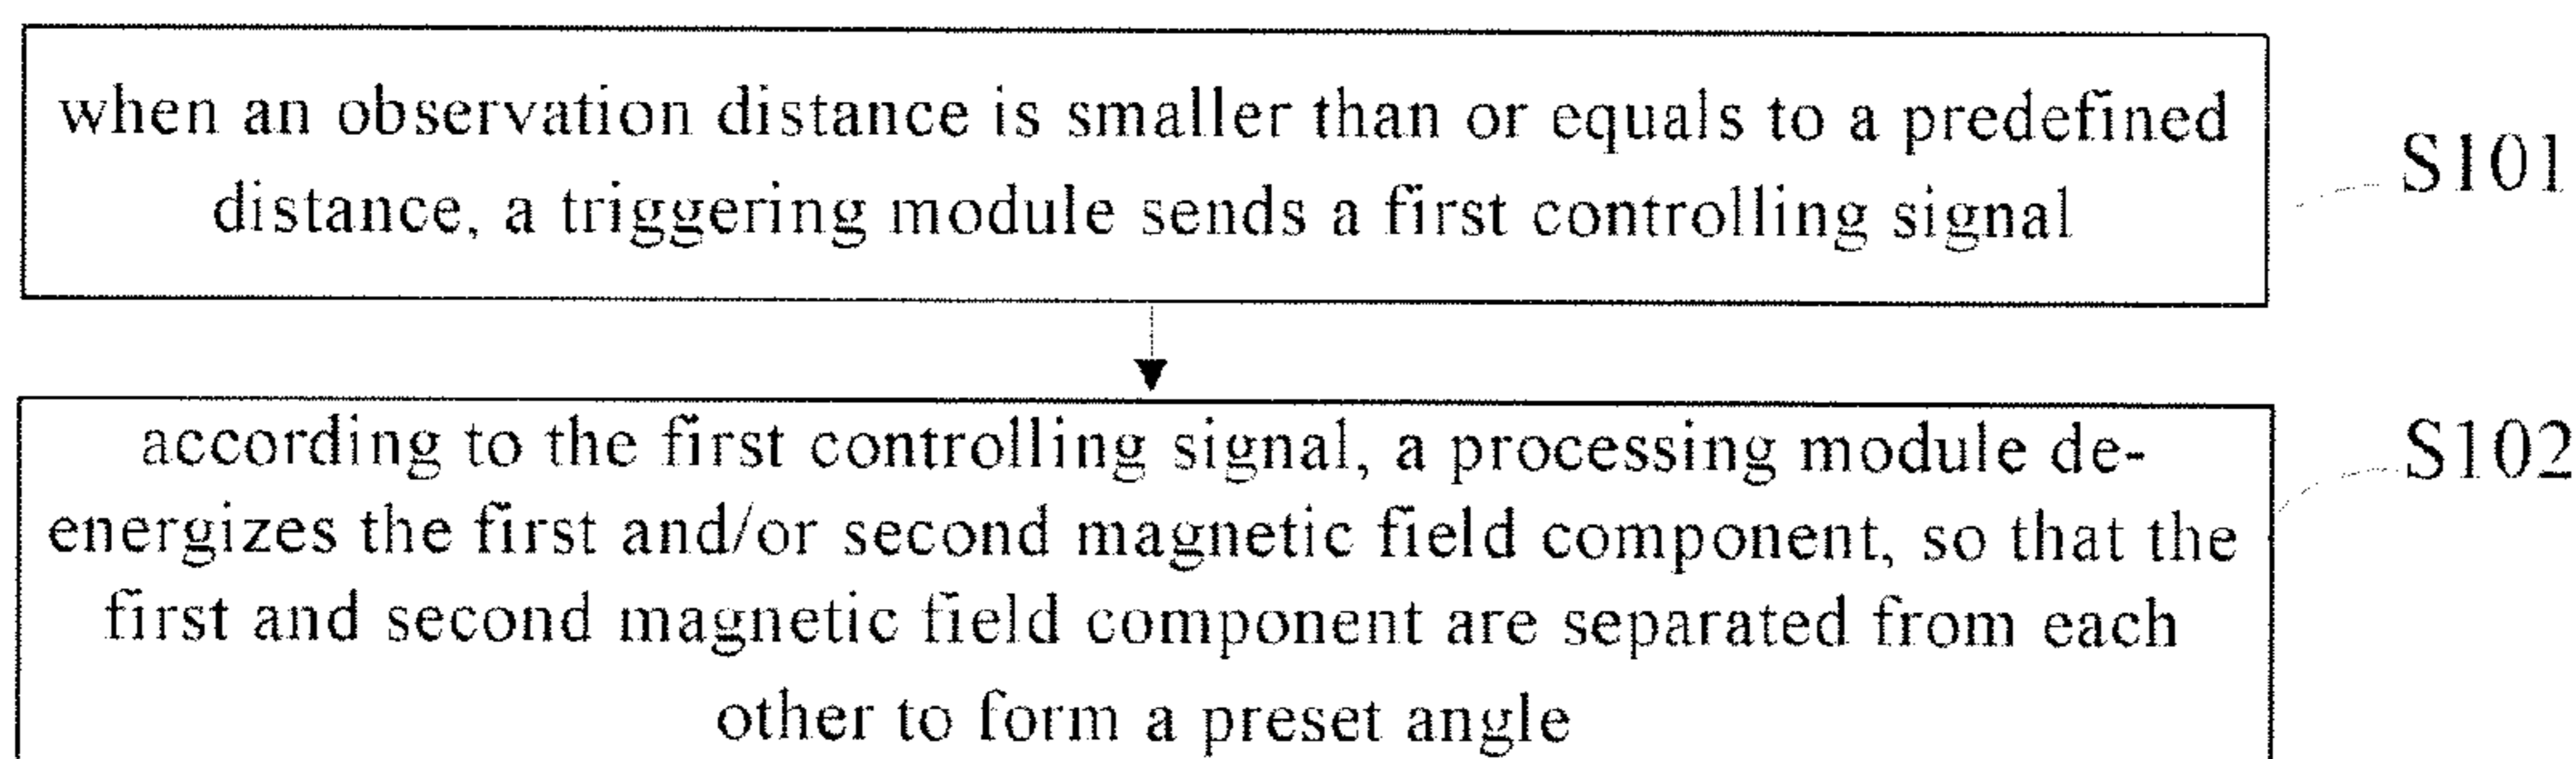 when an observation distance is smaller than or equals to a predefined
distance, a triggering module sends a first controlling signal
S101
according to the first controlling signal, a processing module de-
energizes the first and/or second magnetic field component, so that the
first and second magnetic field component are separated from each
other to form a preset angle
S102